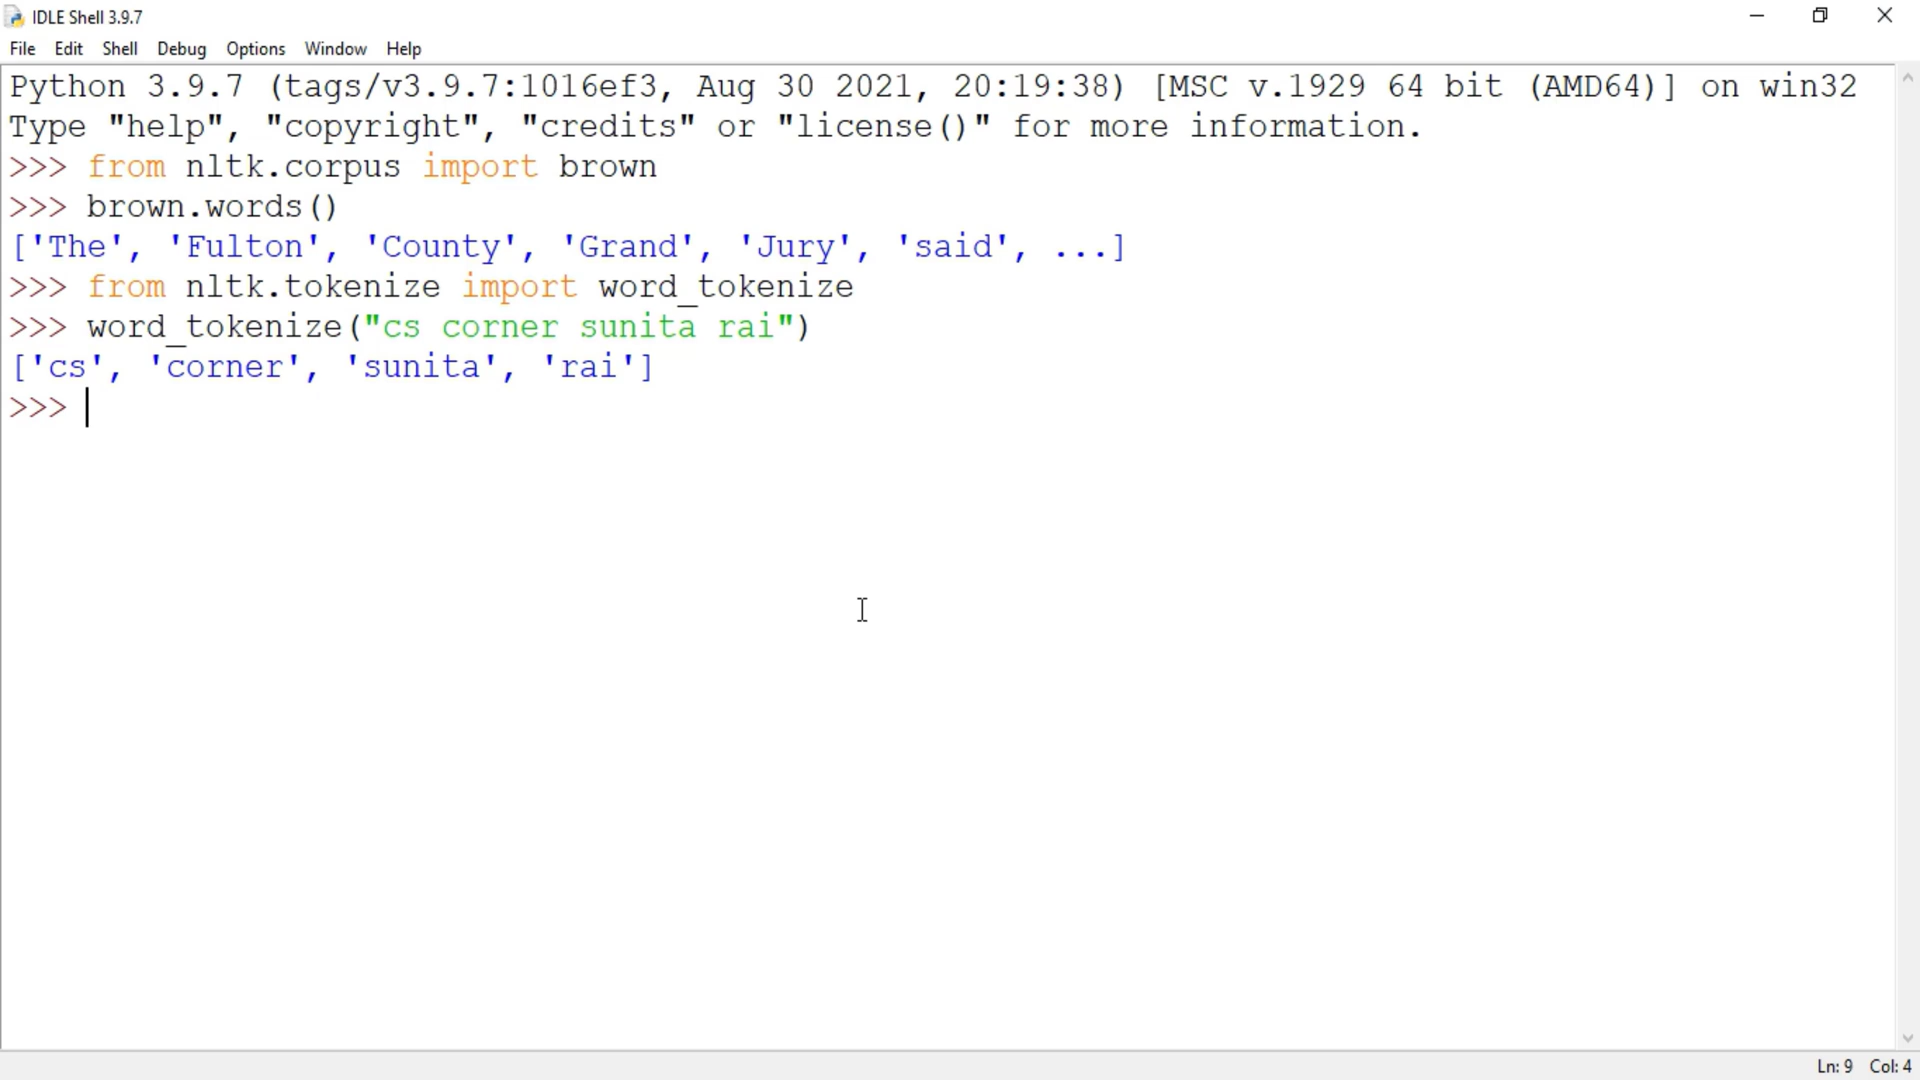 IDLE Shell 3.9.7
File Edit Shell Debug Options Window Help
Python 3.9.7 (tags/v3.9.7:1016ef3, Aug 30 2021, 20:19:38) [MSC v.1929 64 bit (AMD64)] on win32
Type "help", "copyright", "credits" or "license()" for more information.
>>> from nltk.corpus import brown
>>> brown.words()
['The', 'Fulton', 'County', 'Grand', 'Jury', 'said', ...]
>>> from nltk.tokenize import word_tokenize
>>> word_tokenize("cs corner sunita rai")
['cs', 'corner', 'sunita', 'rai']
>>>
Ln: 9 Col: 4